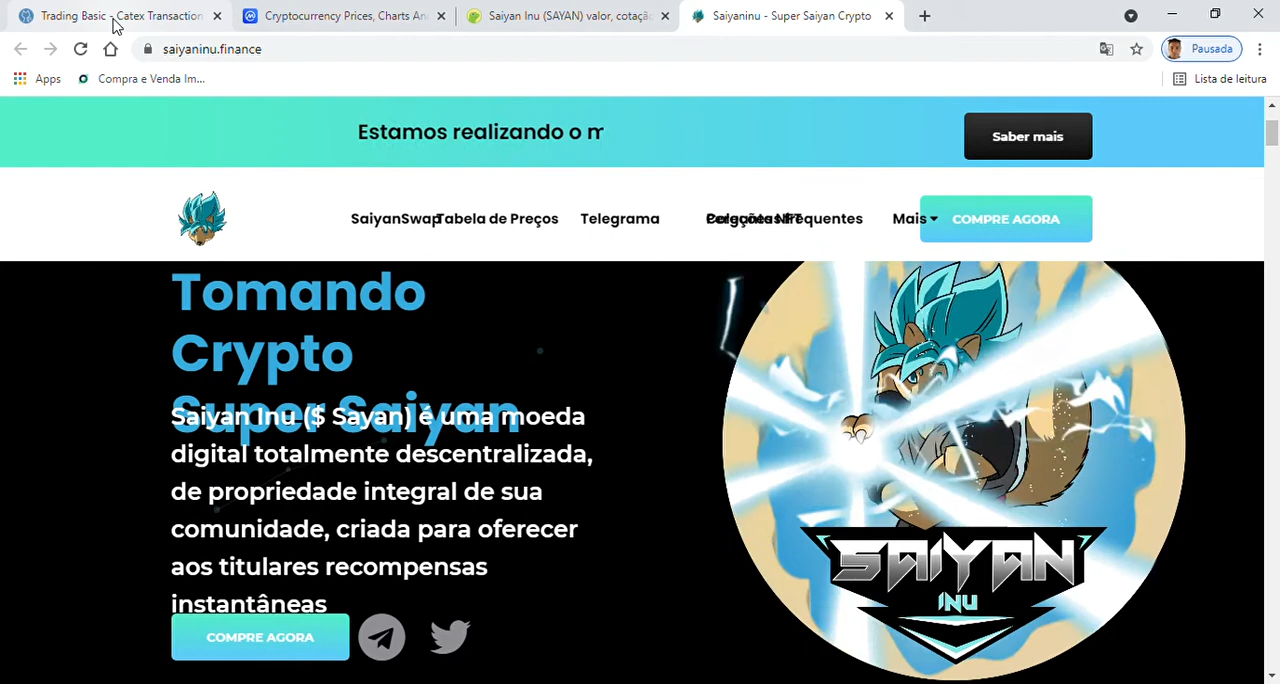 Trading Basic - Catex Transaction
Cryptocurrency Prices, Charts An
Saiyan Inu (SAYAN) valor, cotaçã
Saiyaninu - Super Saiyan Crypto
saiyaninu.finance
Pausada
Apps
Compra e Venda Im...
Lista de leitura
Estamos realizando o m
Saber mais
SaiyanSwap
Tabela de Preços
Telegrama
Mais
COMPRE AGORA
Tomando
Crypto
Super Saiyan
Saiyan Inu ($ Sayan) é uma moeda
digital totalmente descentralizada,
de propriedade integral de sua
comunidade, criada para oferecer
aos titulares recompensas
instantâneas
COMPRE AGORA
SAIYAN
INU